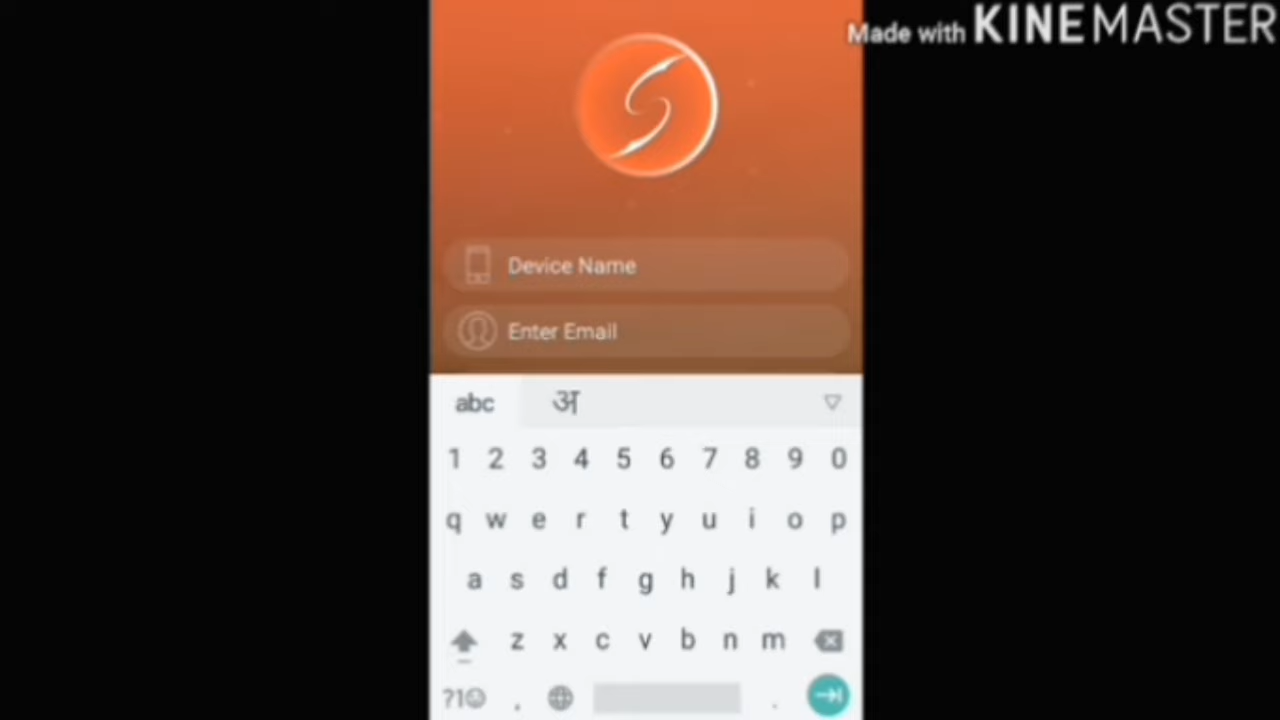 Made with KINEMASTER
Device Name
Enter Email
abc अ
1 2 3 4 5 6 7 8 9 0
q w e r t y u i o p
a s d f g h j k l
z x c v b n m
?1☺ , .